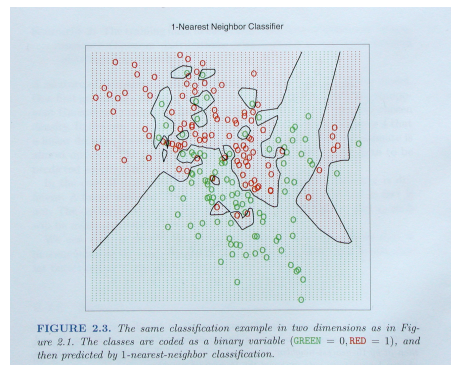 1-Nearest Neighbor Classifier
FIGURE 2.3. The same classification example in two dimensions as in Fig-
ure 2.1. The classes are coded as a binary variable (GREEN = 0, RED = 1), and
then predicted by 1-nearest-neighbor classification.